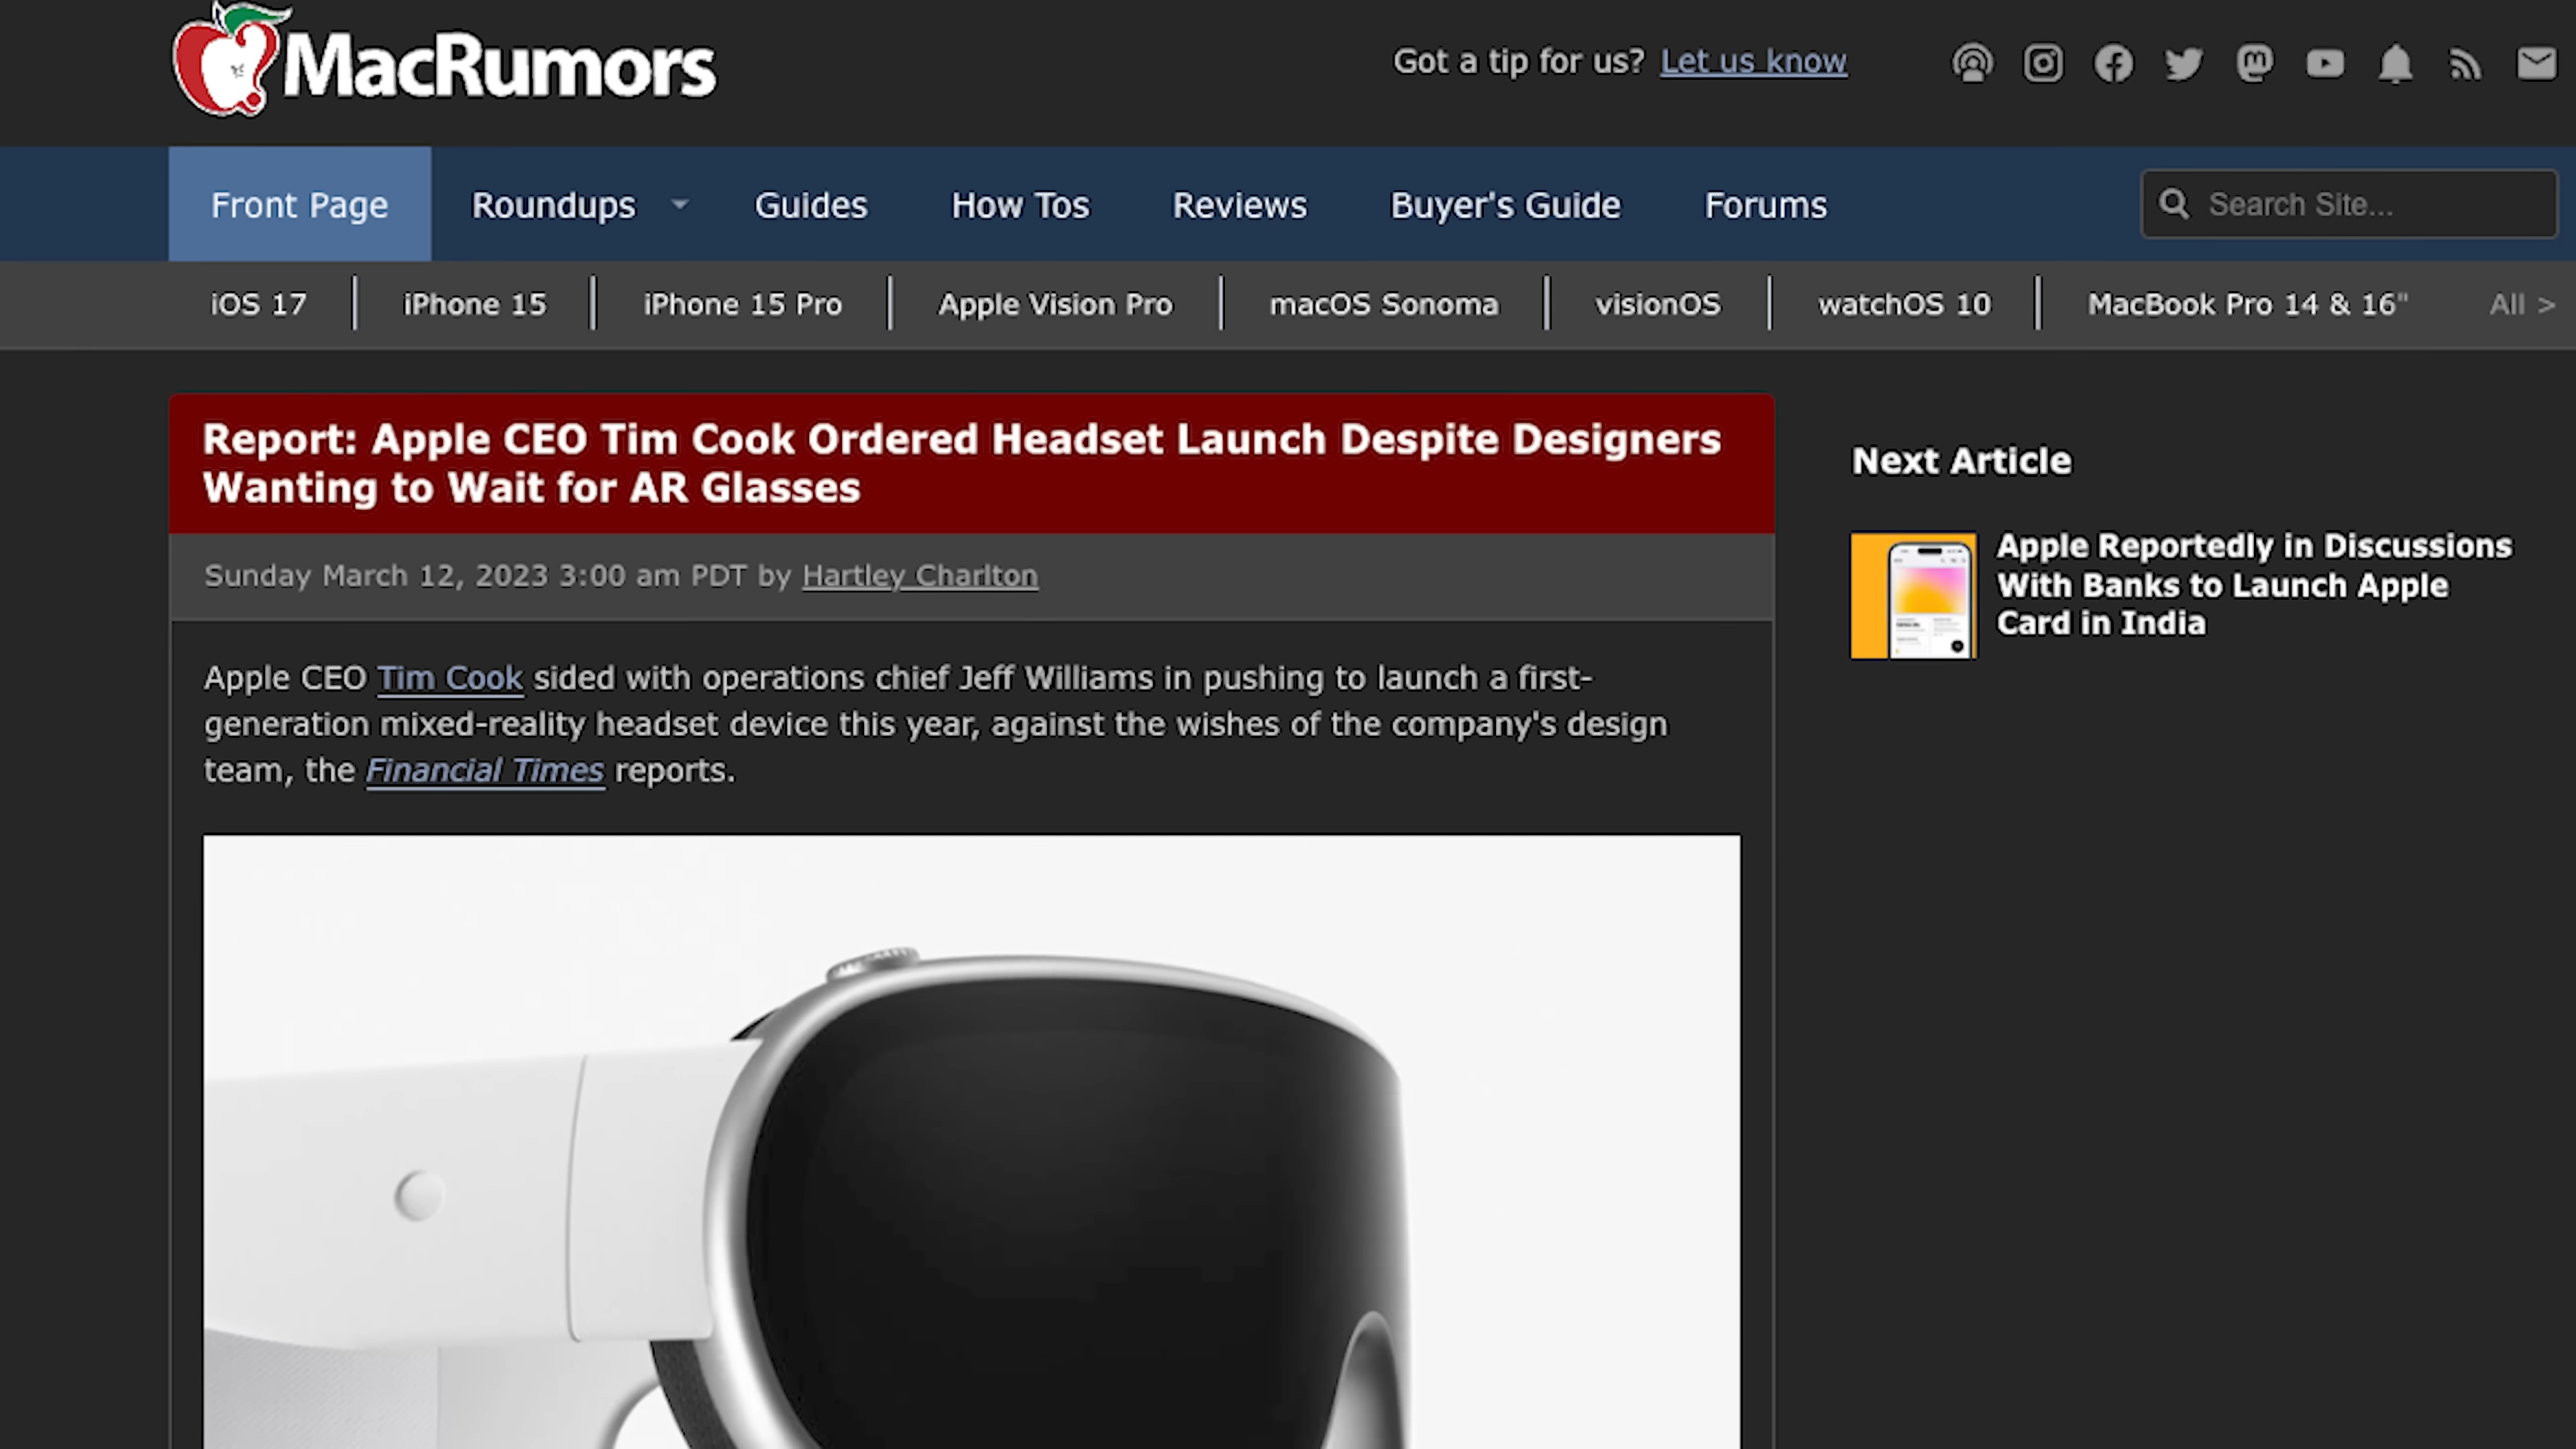 MacRumors
Got a tip for us? Let us know
Front Page Roundups Guides How Tos Reviews Buyer's Guide Forums Search Site...
iOS 17 iPhone 15 iPhone 15 Pro Apple Vision Pro macOS Sonoma visionOS watchOS 10 MacBook Pro 14 & 16" All >
Report: Apple CEO Tim Cook Ordered Headset Launch Despite Designers
Wanting to Wait for AR Glasses
Sunday March 12, 2023 3:00 am PDT by Hartley Charlton
Apple CEO Tim Cook sided with operations chief Jeff Williams in pushing to launch a first-
generation mixed-reality headset device this year, against the wishes of the company's design
team, the Financial Times reports.
Next Article
Apple Reportedly in Discussions
With Banks to Launch Apple
Card in India